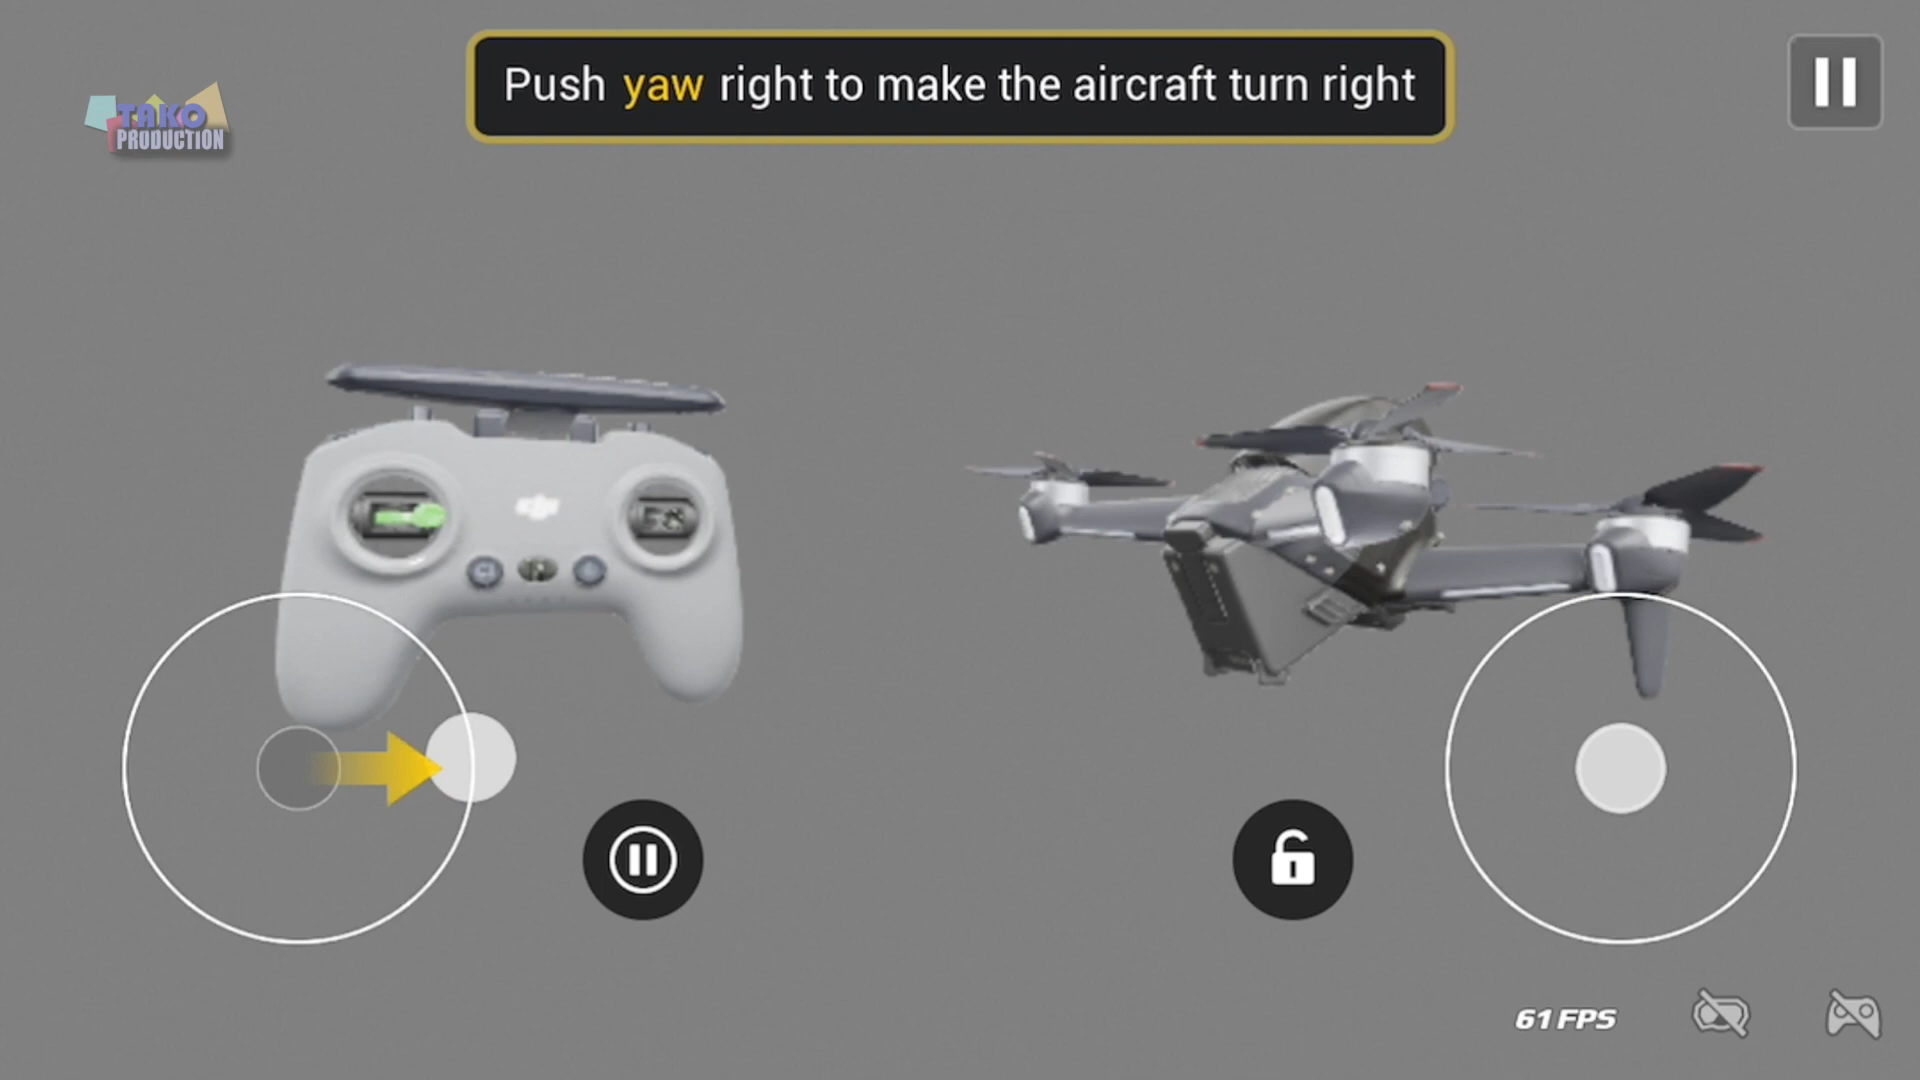 Push yaw right to make the aircraft turn right
TAKO
PRODUCTION
61 FPS